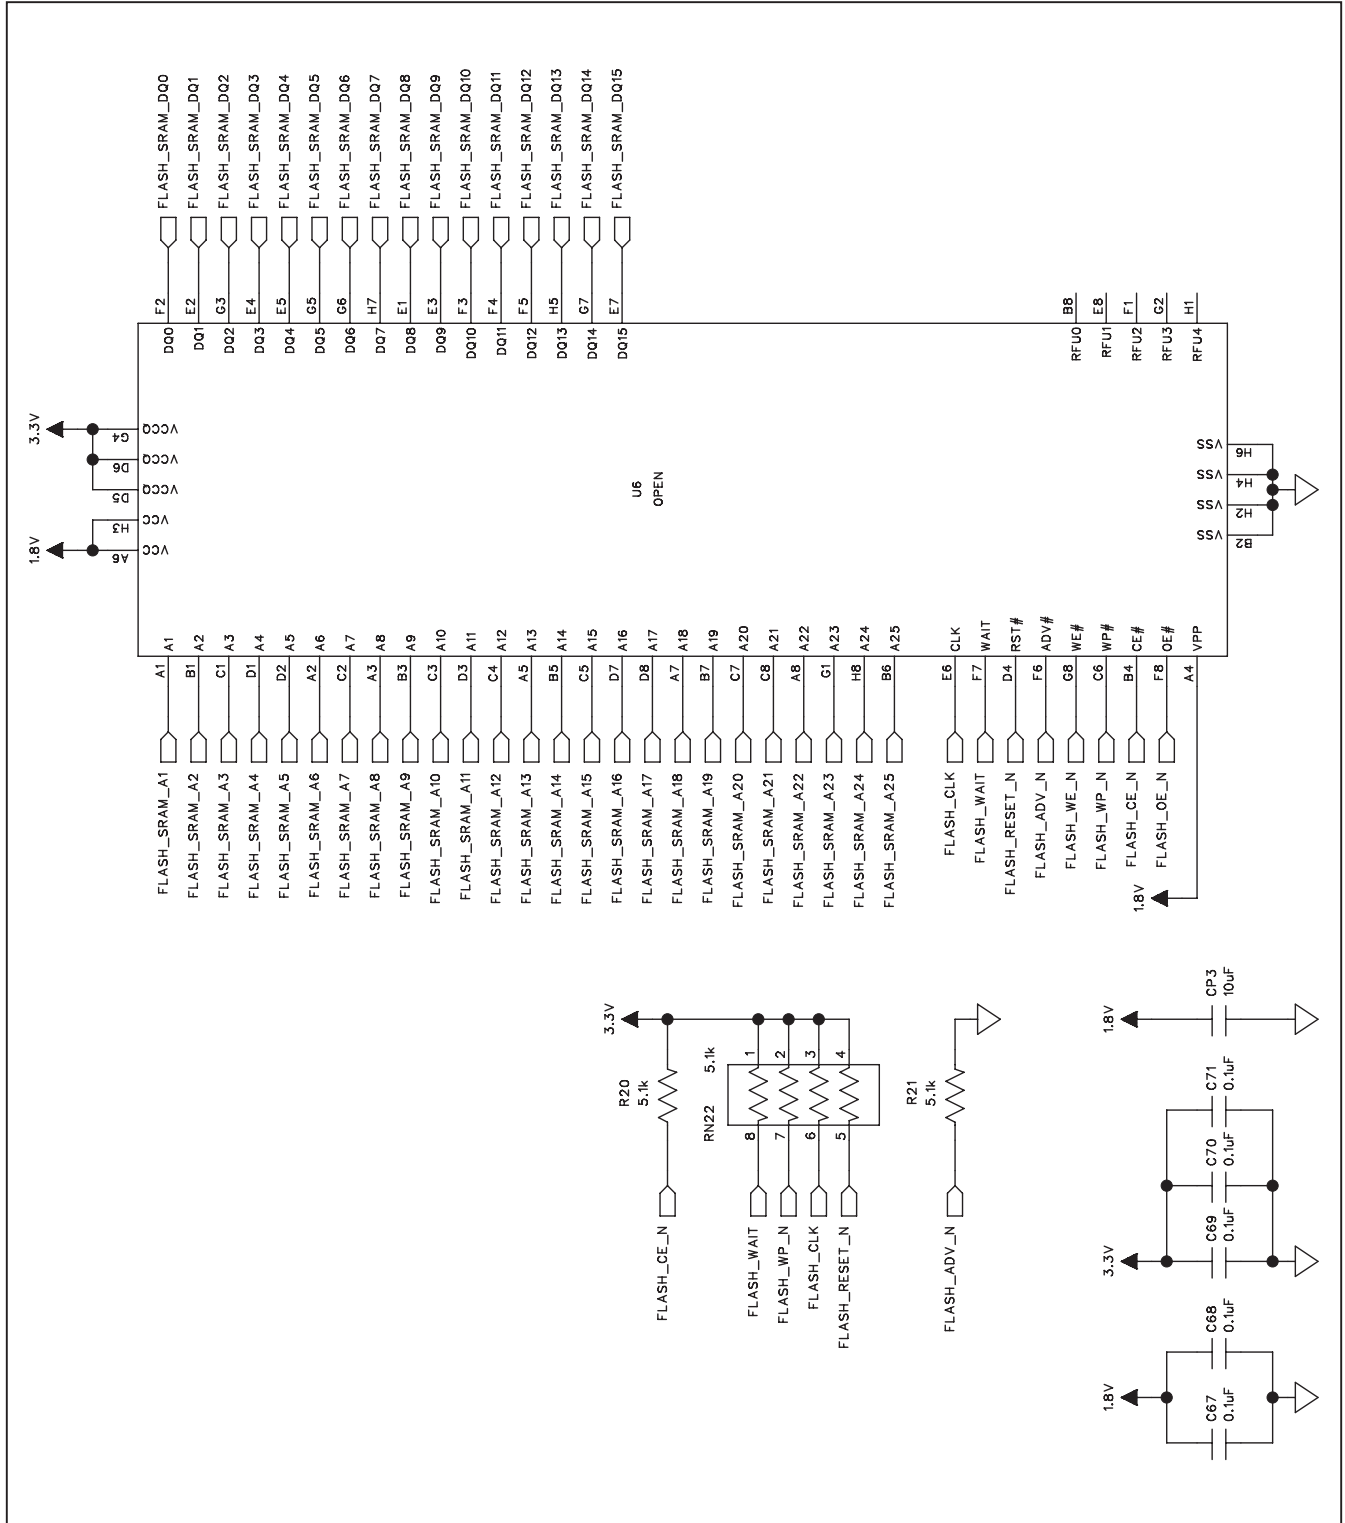 FLASH_SRAM_DQ0
FLASH_SRAM_DQ1
FLASH_SRAM_DQ2
FLASH_SRAM_DQ3
FLASH_SRAM_DQ4
FLASH_SRAM_DQ5
FLASH_SRAM_DQ6
FLASH_SRAM_DQ7
FLASH_SRAM_DQ8
FLASH_SRAM_DQ9
FLASH_SRAM_DQ10
FLASH_SRAM_DQ11
FLASH_SRAM_DQ12
FLASH_SRAM_DQ13
FLASH_SRAM_DQ14
FLASH_SRAM_DQ15
F2 DQ0
E2 DQ1
G3 DQ2
E4 DQ3
E5 DQ4
G5 DQ5
G6 DQ6
H7 DQ7
E1 DQ8
E3 DQ9
F3 DQ10
F4 DQ11
F5 DQ12
H5 DQ13
G7 DQ14
E7 DQ15
B8 RFU0
E8 RFU1
F1 RFU2
G2 RFU3
H1 RFU4
3.3V
G4 VCCQ
D6 VCCQ
D5 VCCQ
1.8V
H3 VCC
A6 VCC
U6
OPEN
VSS H6
VSS H4
VSS H2
VSS B2
A1 A1
A2 B1
A3 C1
A4 D1
A5 D2
A6 A2
A7 C2
A8 A3
A9 B3
A10 C3
A11 D3
A12 C4
A13 A5
A14 B5
A15 C5
A16 D7
A17 D8
A18 A7
A19 B7
A20 C7
A21 C8
A22 A8
A23 G1
A24 H8
A25 B6
CLK E6
WAIT F7
RST# D4
ADV# F6
WE# G8
WP# C6
CE# B4
OE# F8
VPP A4
FLASH_SRAM_A1
FLASH_SRAM_A2
FLASH_SRAM_A3
FLASH_SRAM_A4
FLASH_SRAM_A5
FLASH_SRAM_A6
FLASH_SRAM_A7
FLASH_SRAM_A8
FLASH_SRAM_A9
FLASH_SRAM_A10
FLASH_SRAM_A11
FLASH_SRAM_A12
FLASH_SRAM_A13
FLASH_SRAM_A14
FLASH_SRAM_A15
FLASH_SRAM_A16
FLASH_SRAM_A17
FLASH_SRAM_A18
FLASH_SRAM_A19
FLASH_SRAM_A20
FLASH_SRAM_A21
FLASH_SRAM_A22
FLASH_SRAM_A23
FLASH_SRAM_A24
FLASH_SRAM_A25
FLASH_CLK
FLASH_WAIT
FLASH_RESET_N
FLASH_ADV_N
FLASH_WE_N
FLASH_WP_N
FLASH_CE_N
FLASH_OE_N
1.8V
3.3V
R20
5.1k
RN22 5.1k
8 1
7 2
6 3
5 4
R21
5.1k
FLASH_CE_N
FLASH_WAIT
FLASH_WP_N
FLASH_CLK
FLASH_RESET_N
FLASH_ADV_N
1.8V
CP3
10uF
C71
0.1uF
C70
0.1uF
3.3V
C69
0.1uF
C68
0.1uF
1.8V
C67
0.1uF